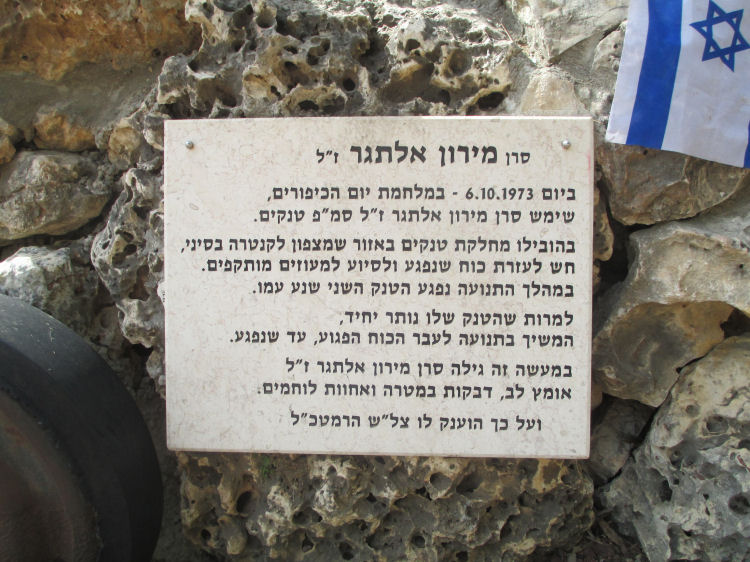 סרן מירון אלתגר ז"ל
ביום 6.10.1973 - במלחמת יום הכיפורים,
שימש סרן מירון אלתגר ז"ל סמ"פ טנקים.
בהובילו מחלקת טנקים באזור שמצפון לקנטרה בסיני,
חש לעזרת כוח שנפגע ולסיוע למעוזים מותקפים.
במהלך התנועה נפגע הטנק השני שנע עמו.
למרות שהטנק שלו נותר יחיד,
המשיך בתנועה לעבר הכוח הפגוע, עד שנפגע.
במעשה זה גילה סרן מירון אלתגר ז"ל
אומץ לב, דבקות במטרה ואחוות לוחמים.
ועל כך הוענק לו צל"ש הרמטכ"ל